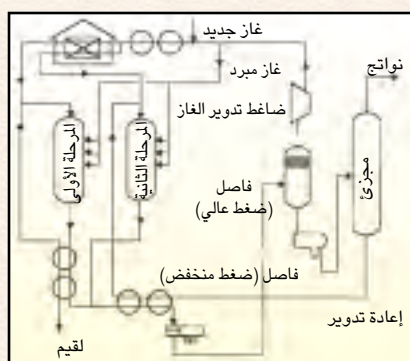 غاز جديد
نواتج
غاز مبرد
ضاغط تدوير الغاز
المرحلة الأولى
المرحلة الثانية
مجزئ
فاصل
(ضغط عالي)
فاصل (ضغط منخفض)
إعادة تدوير
لقيم